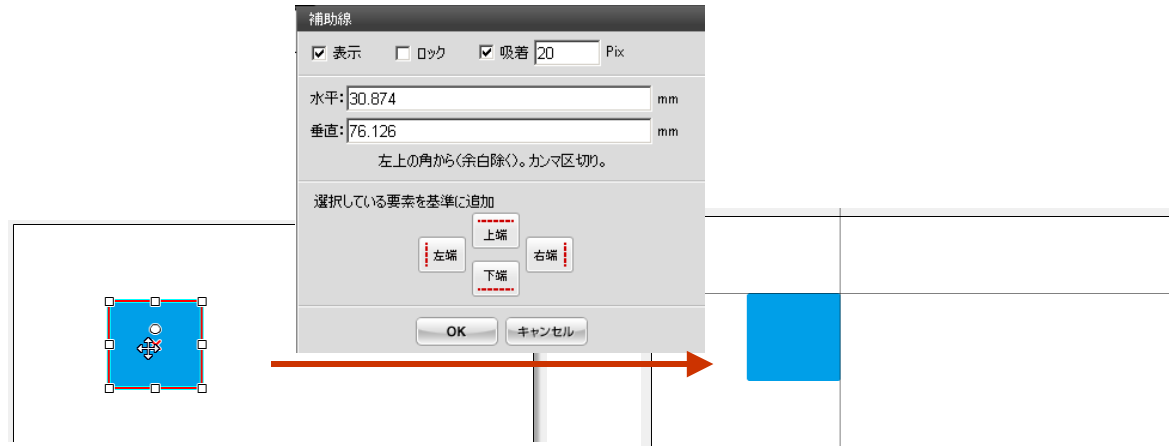 補助線
表示 ロック 吸着 20 Pix
水平: 30.874 mm
垂直: 76.126 mm
左上の角から(余白除く)。カンマ区切り。
選択している要素を基準に追加
上端
左端 右端
下端
OK キャンセル